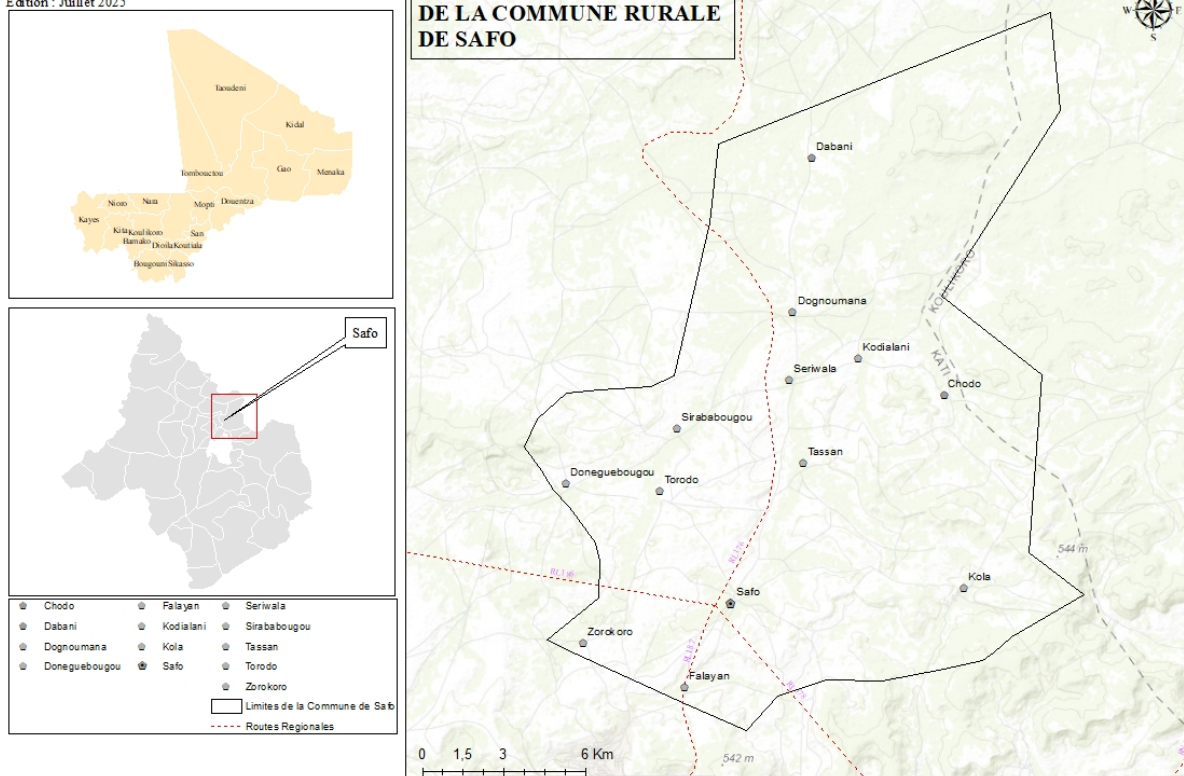 Edition : Juillet 2025
Taoudeni
Kidal
Gao
Menaka
Tombouctou
Nioro
Nara
Mopti
Douentza
Kayes
Kita
Koulikoro
San
Bamako
Dioila
Koutiala
Bougouni
Sikasso
Safo
Chodo
Falayan
Seriwala
Dabani
Kodialani
Sirababougou
Dognoumana
Kola
Tassan
Doneguebougou
Safo
Torodo
Zorokoro
Limites de la Commune de Safo
Routes Regionales
DE LA COMMUNE RURALE
DE SAFO
W
E
S
Dabani
KOULIKORO
Dognoumana
Kodialani
KATI
Seriwala
Chodo
Sirababougou
Tassan
Doneguebougou
Torodo
544 m
RL176
Kola
Safo
Zorokoro
RL187
Falayan
0 1,5 3 6 Km
542 m